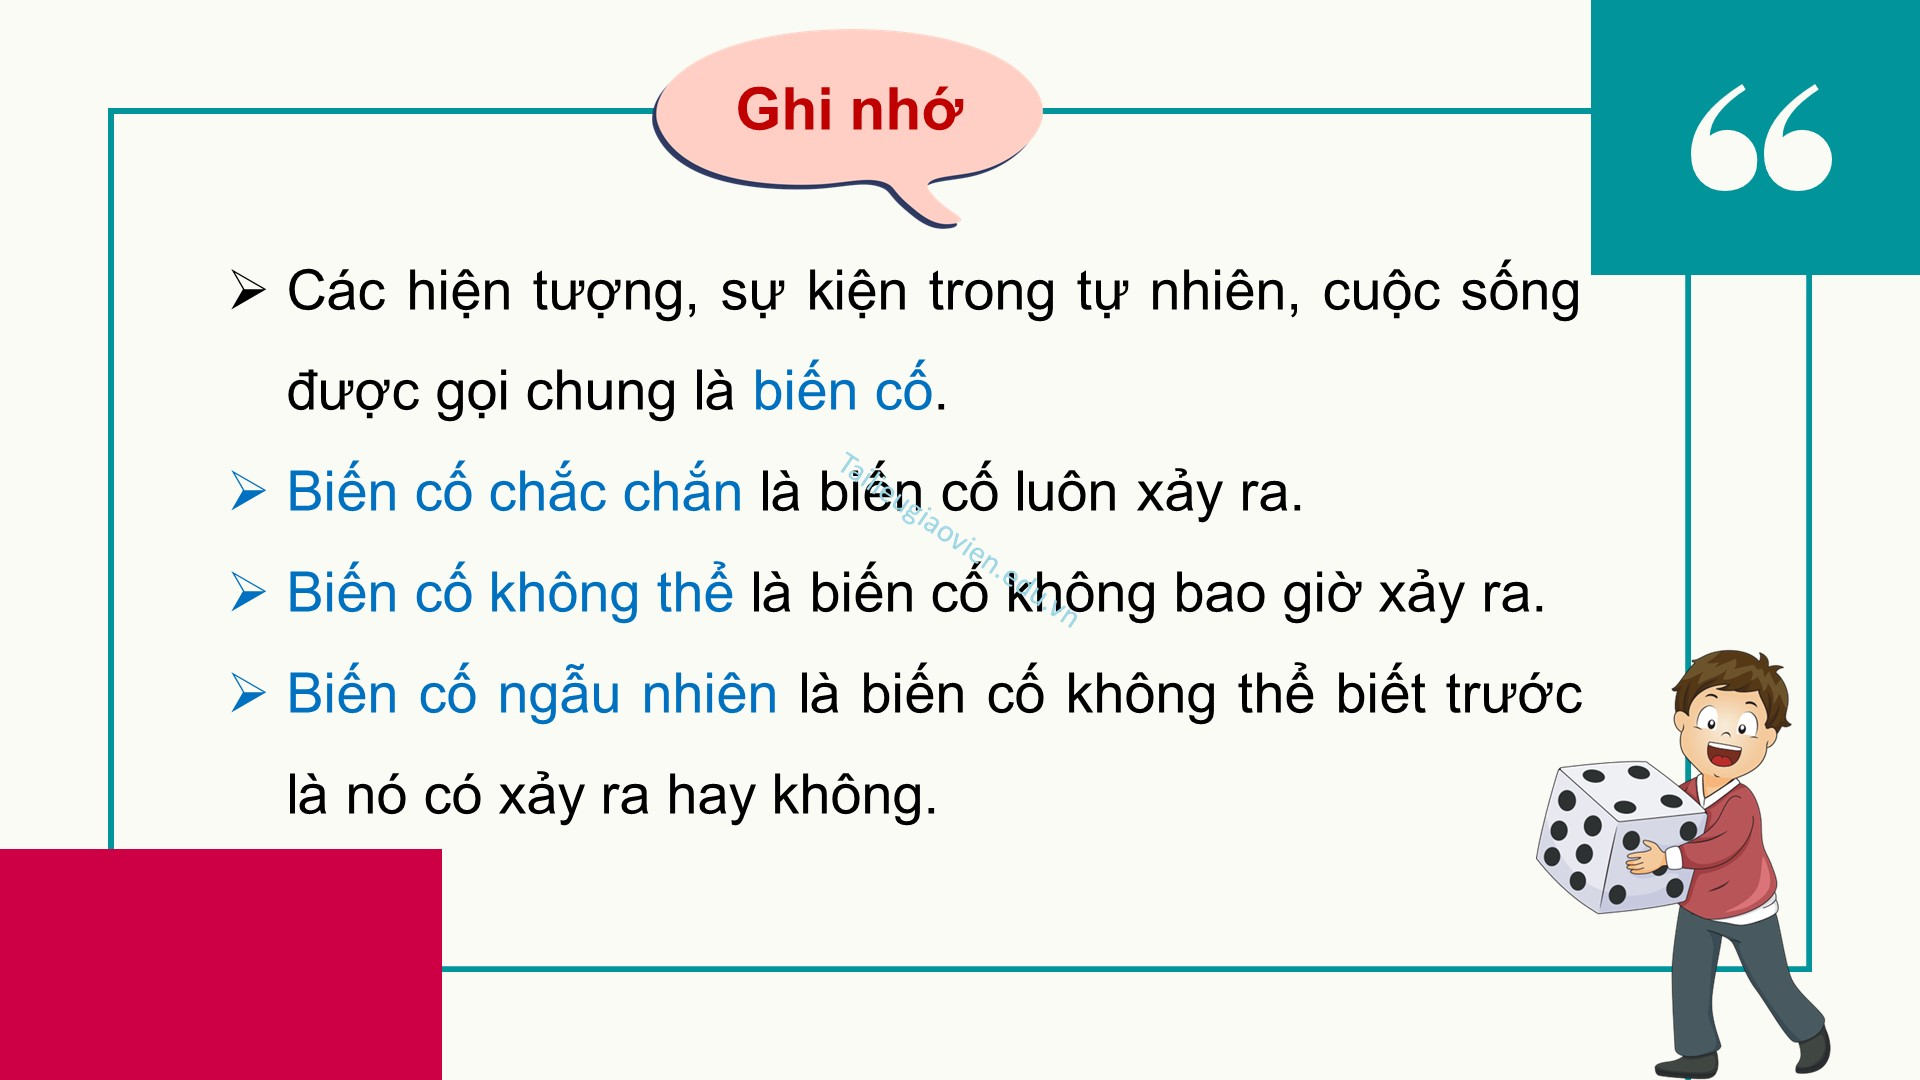 Ghi nhớ
Các hiện tượng, sự kiện trong tự nhiên, cuộc sống
được gọi chung là biến cố.
Biến cố chắc chắn là biến cố luôn xảy ra.
Biến cố không thể là biến cố không bao giờ xảy ra.
Biến cố ngẫu nhiên là biến cố không thể biết trước
là nó có xảy ra hay không.
Tailieugiaovien.edu.vn